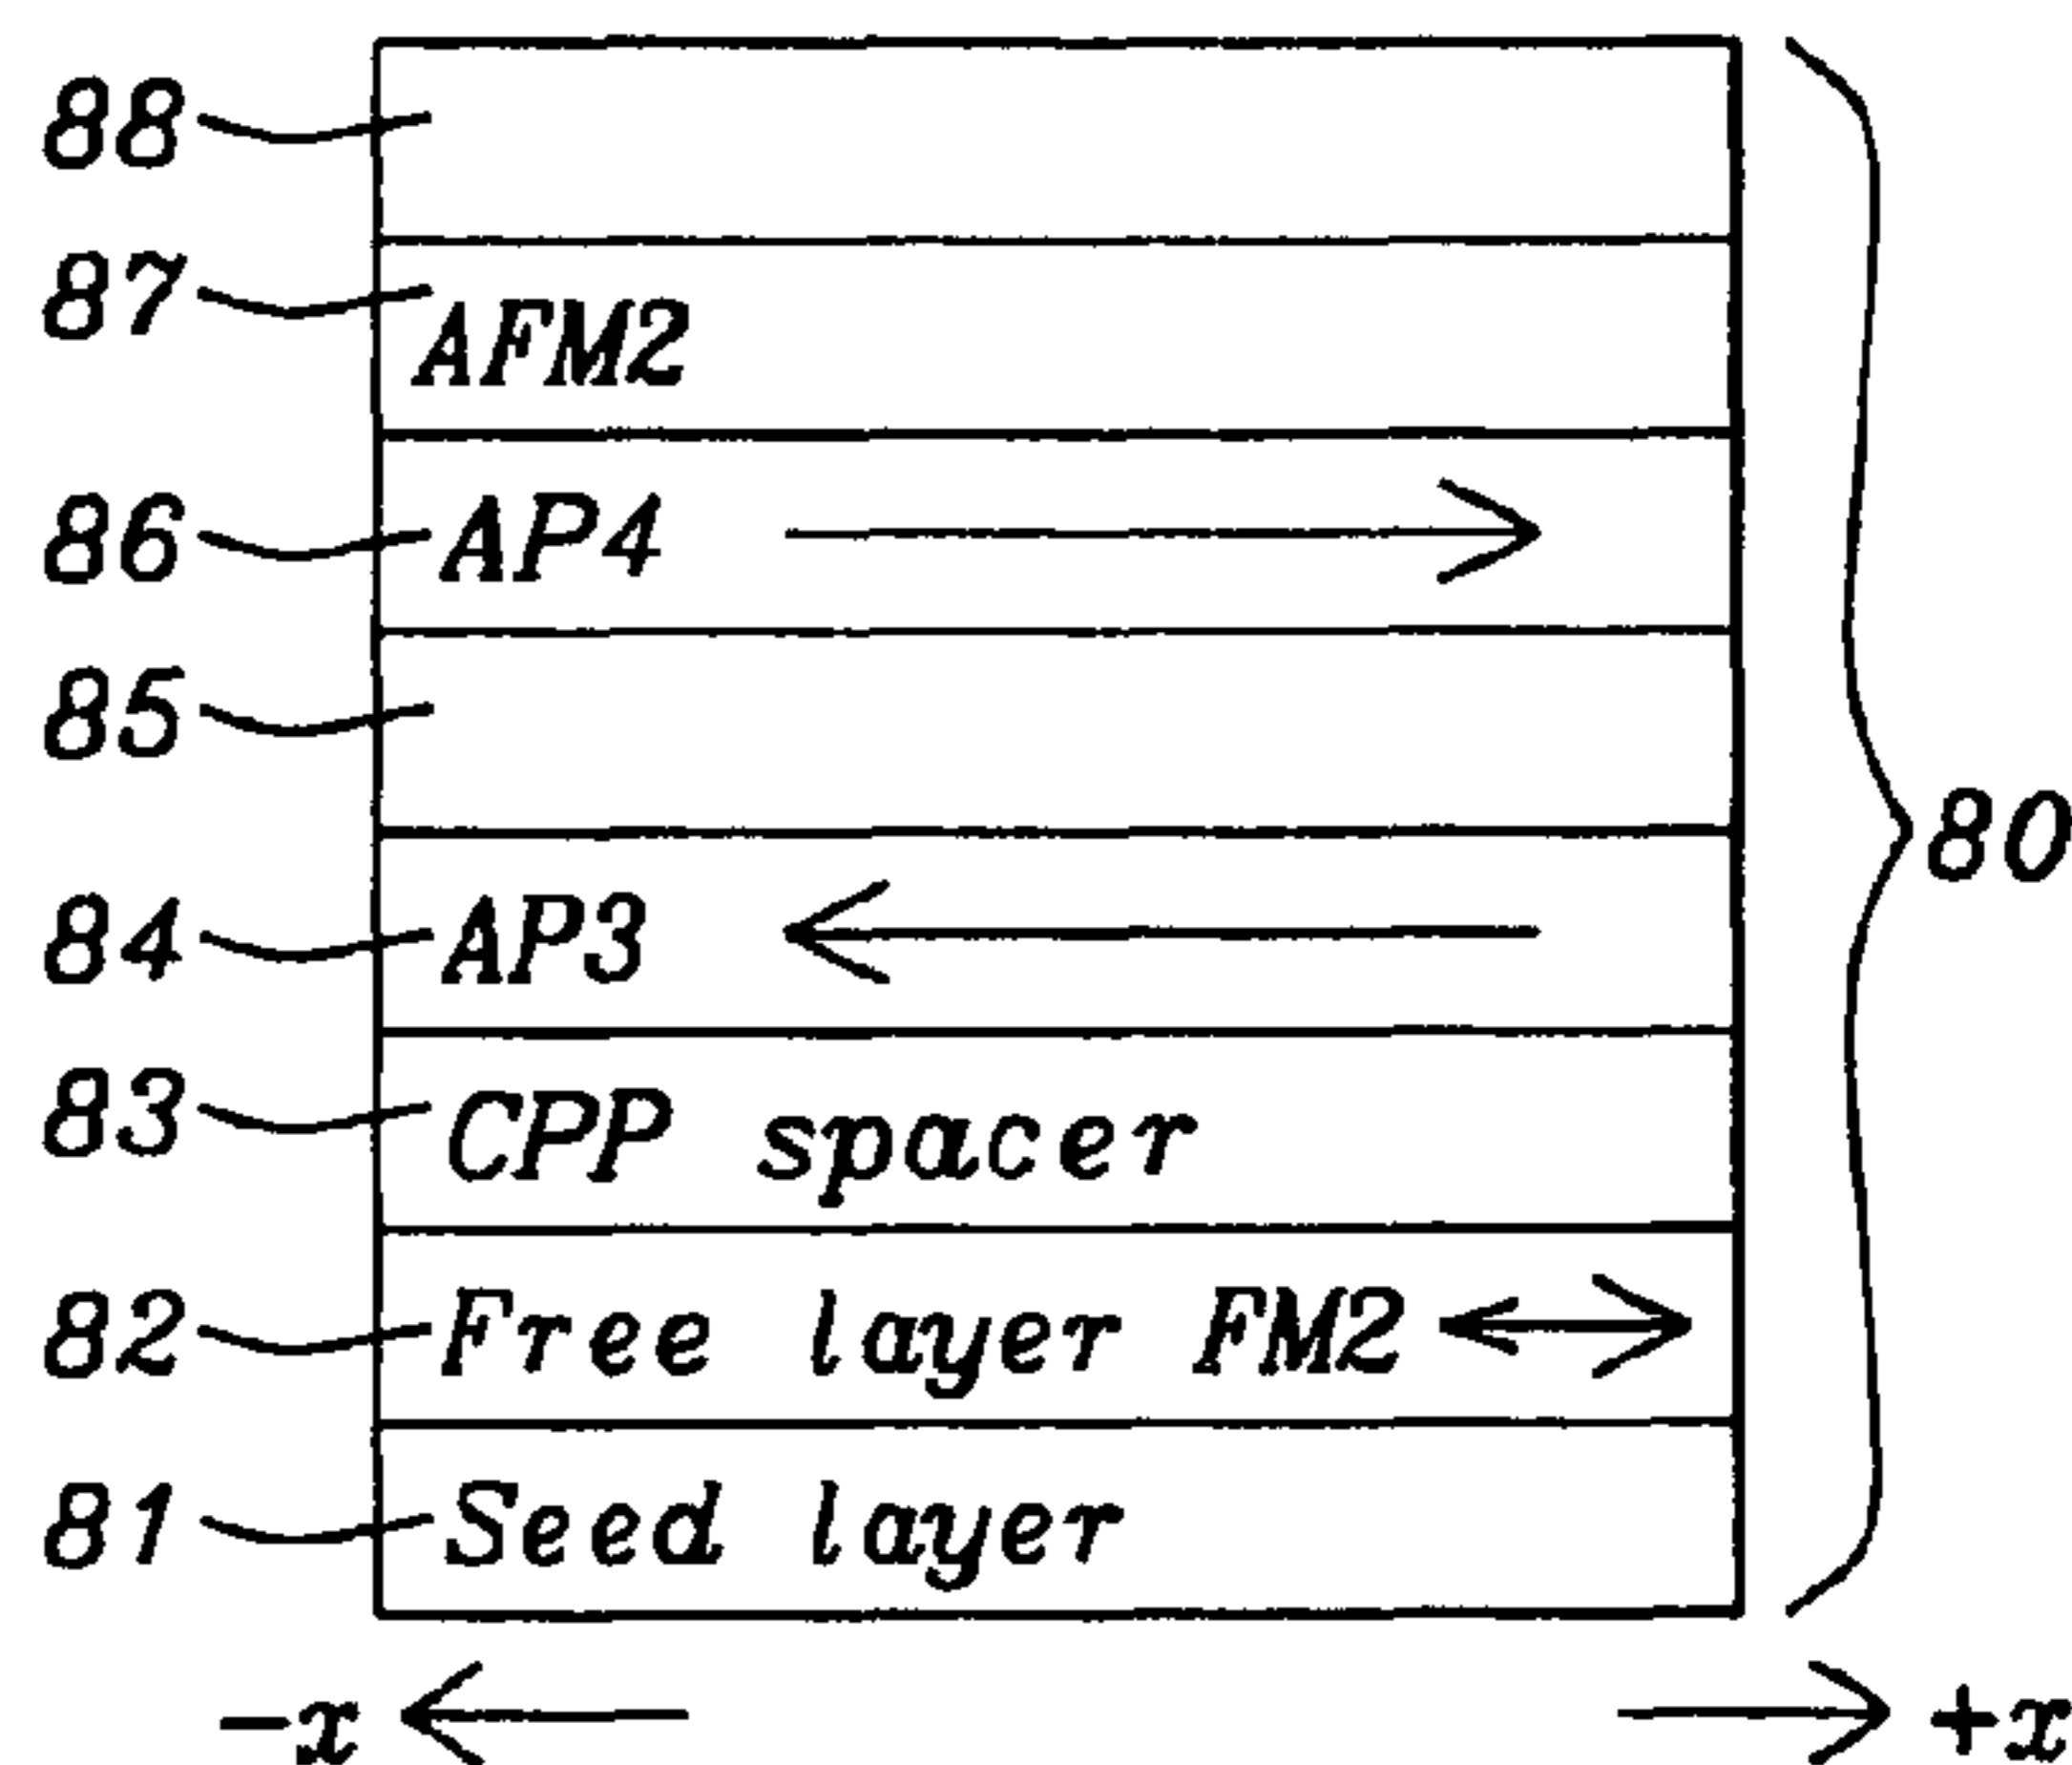 88
87 AFM2
86 AP4
85
80
84 AP3
83 CPP spacer
82 Free layer FM2
81 Seed layer
-x +x